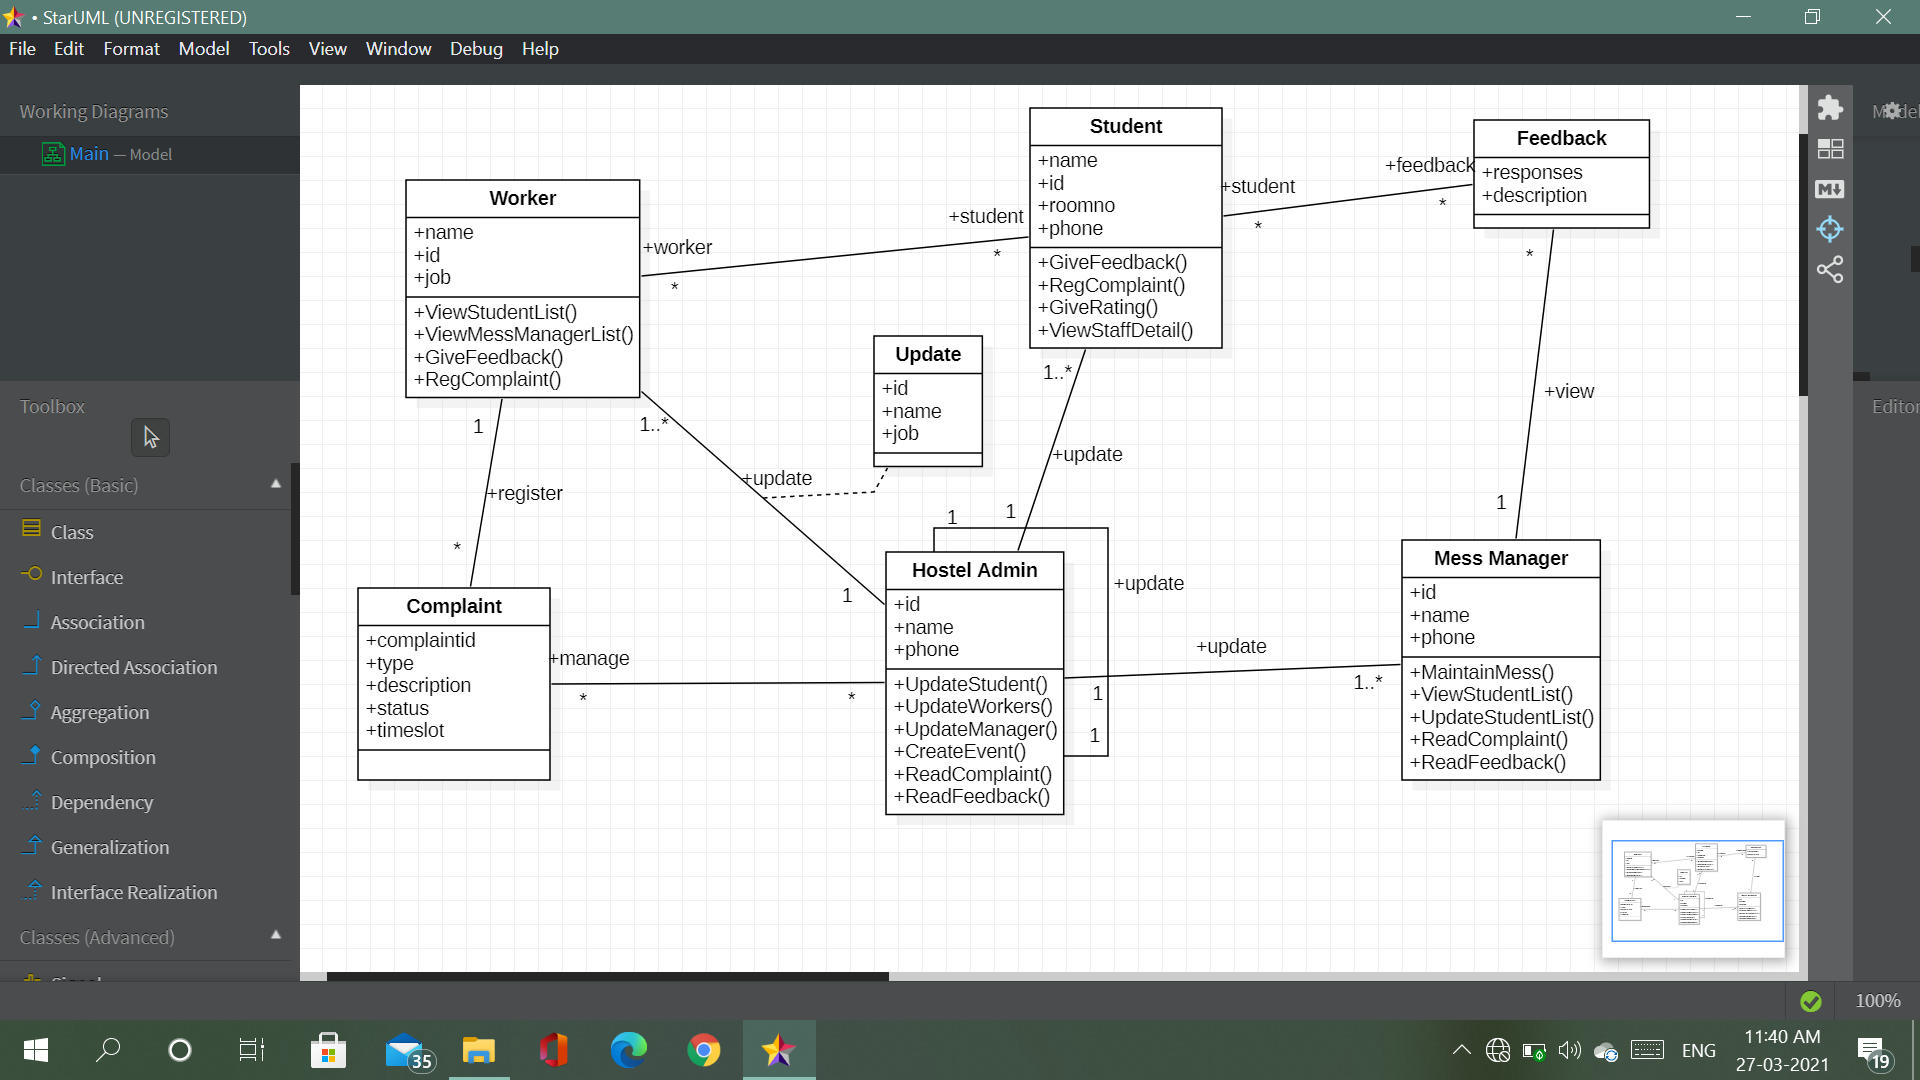 • StarUML (UNREGISTERED)
File Edit Format Model Tools View Window Debug Help
Working Diagrams
Main — Model
Toolbox
Classes (Basic)
Class
Interface
Association
Directed Association
Aggregation
Composition
Dependency
Generalization
Interface Realization
Classes (Advanced)
Worker
+name
+id
+job
+ViewStudentList()
+ViewMessManagerList()
+GiveFeedback()
+RegComplaint()
+worker
*
+student
*
Student
+name
+id
+roomno
+phone
+GiveFeedback()
+RegComplaint()
+GiveRating()
+ViewStaffDetail()
+student
*
+feedback
*
Feedback
+responses
+description
*
+view
1
Update
+id
+name
+job
1..*
+update
1
1..*
+update
1
1
+register
*
Complaint
+complaintid
+type
+description
+status
+timeslot
+manage
*
*
Hostel Admin
+id
+name
+phone
+UpdateStudent()
+UpdateWorkers()
+UpdateManager()
+CreateEvent()
+ReadComplaint()
+ReadFeedback()
1
+update
1
1
+update
1..*
Mess Manager
+id
+name
+phone
+MaintainMess()
+ViewStudentList()
+UpdateStudentList()
+ReadComplaint()
+ReadFeedback()
Editor
100%
35
ENG
11:40 AM
27-03-2021
19